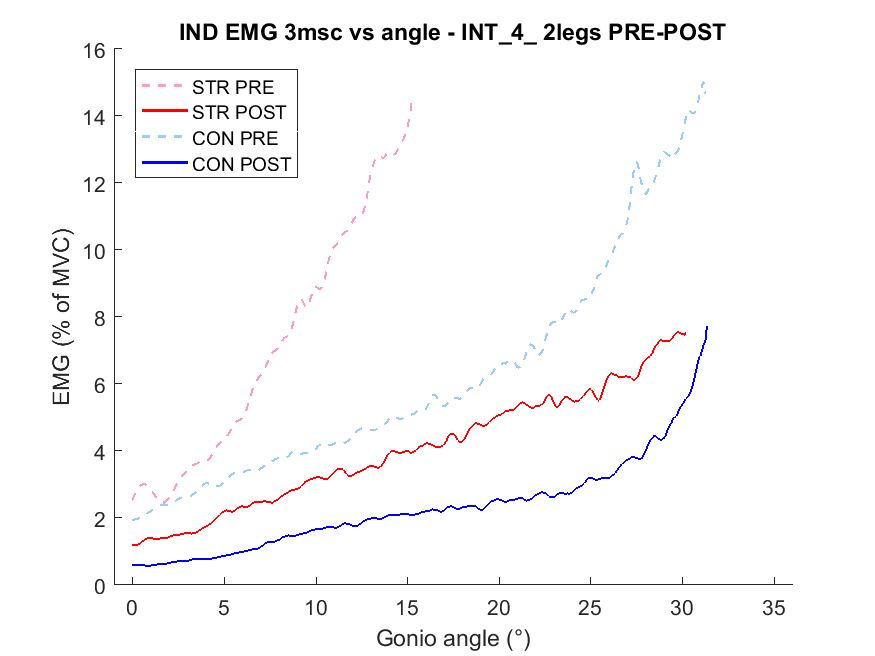 IND EMG 3msc vs angle - INT_4_ 2legs PRE-POST
16
14
12
10
8
6
4
2
0
EMG (% of MVC)
STR PRE
STR POST
CON PRE
CON POST
0 5 10 15 20 25 30 35
Gonio angle (°)